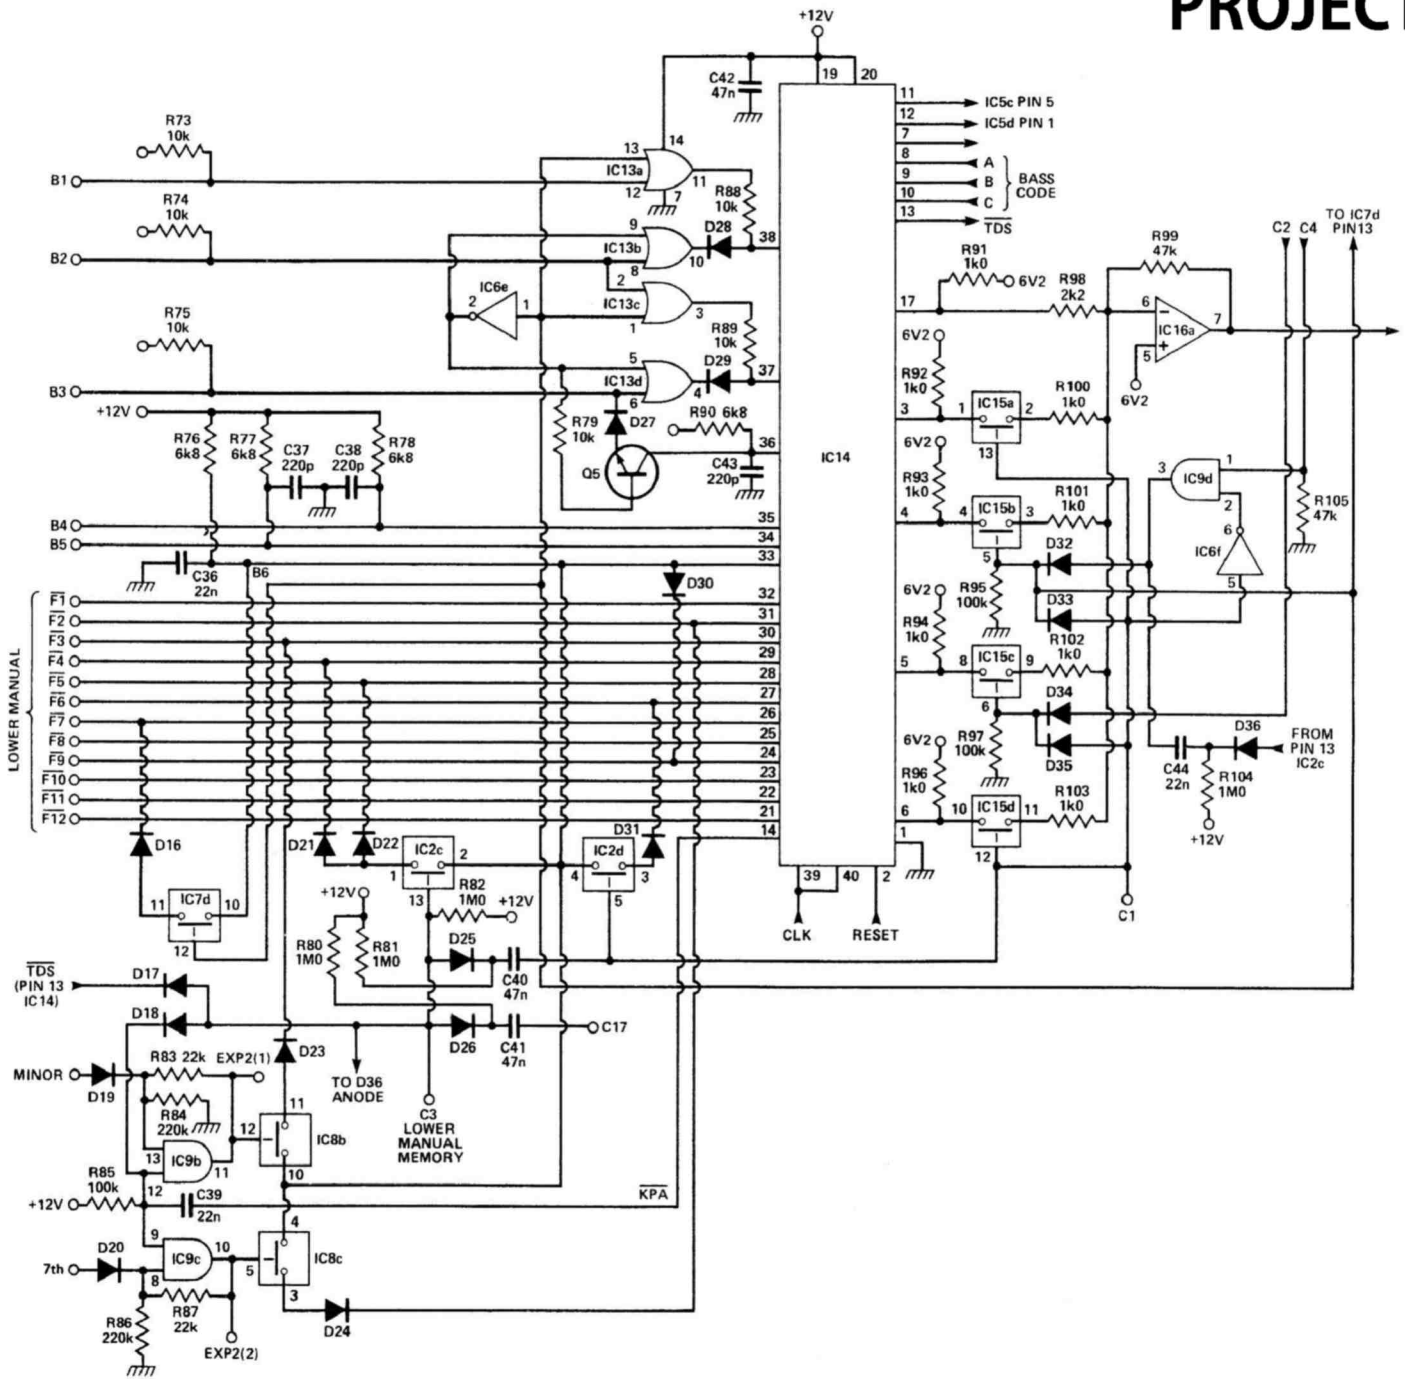 PROJECT
+12V
C42
47n
19
20
11
IC5c PIN 5
12
IC5d PIN 1
7
8
A
9
B
BASS
10
C
CODE
13
TDS
R73
10k
B1
13
14
IC13a
11
12
7
R88
10k
R74
10k
B2
9
D28
38
IC13b
10
8
2
IC6e
2
1
IC13c
3
1
R89
10k
R75
10k
B3
5
D29
37
IC13d
4
6
R91
1k0
6V2
17
R98
2k2
R99
47k
C2
C4
TO IC7d
PIN13
6
−
IC16a
7
5
+
6V2
6V2
R92
1k0
3
1
IC15a
2
R100
1k0
13
+12V
R76
6k8
R77
6k8
C37
220p
C38
220p
R78
6k8
R79
10k
D27
R90 6k8
36
Q5
C43
220p
IC14
6V2
R93
1k0
4
4
IC15b
3
R101
1k0
5
3
IC9d
1
2
R105
47k
6
IC6f
5
B4
35
B5
34
33
C36
22n
B6
D30
D32
R95
100k
D33
LOWER MANUAL
F1
32
F2
31
F3
30
F4
29
F5
28
F6
27
F7
26
F8
25
F9
24
F10
23
F11
22
F12
21
14
6V2
R94
1k0
R102
1k0
5
8
IC15c
9
6
D34
R97
100k
D35
D36
FROM
PIN 13
IC2c
C44
22n
R104
1M0
+12V
6V2
R96
1k0
R103
1k0
6
10
IC15d
11
12
1
C1
39
40
2
CLK
RESET
D16
D21
D22
IC2c
2
1
13
D31
IC2d
4
3
5
R82
1M0
+12V
+12V
R80
1M0
R81
1M0
11
IC7d
10
12
D25
C40
47n
TDS
(PIN 13
IC14)
D17
D18
D26
C41
47n
C17
D23
TO D36
ANODE
C3
LOWER
MANUAL
MEMORY
MINOR
D19
R83 22k
EXP2(1)
R84
220k
11
12
IC8b
10
13
IC9b
11
12
R85
100k
+12V
C39
22n
KPA
9
IC9c
10
8
4
IC8c
5
3
D20
7th
R86
220k
R87
22k
EXP2(2)
D24